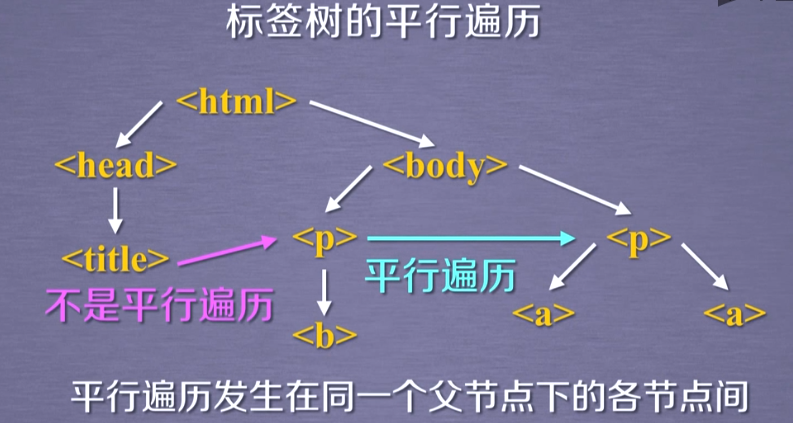 标签树的平行遍历
<html>
<head>
<body>
<title>
<p>
<p>
不是平行遍历
平行遍历
<b>
<a>
<a>
平行遍历发生在同一个父节点下的各节点间